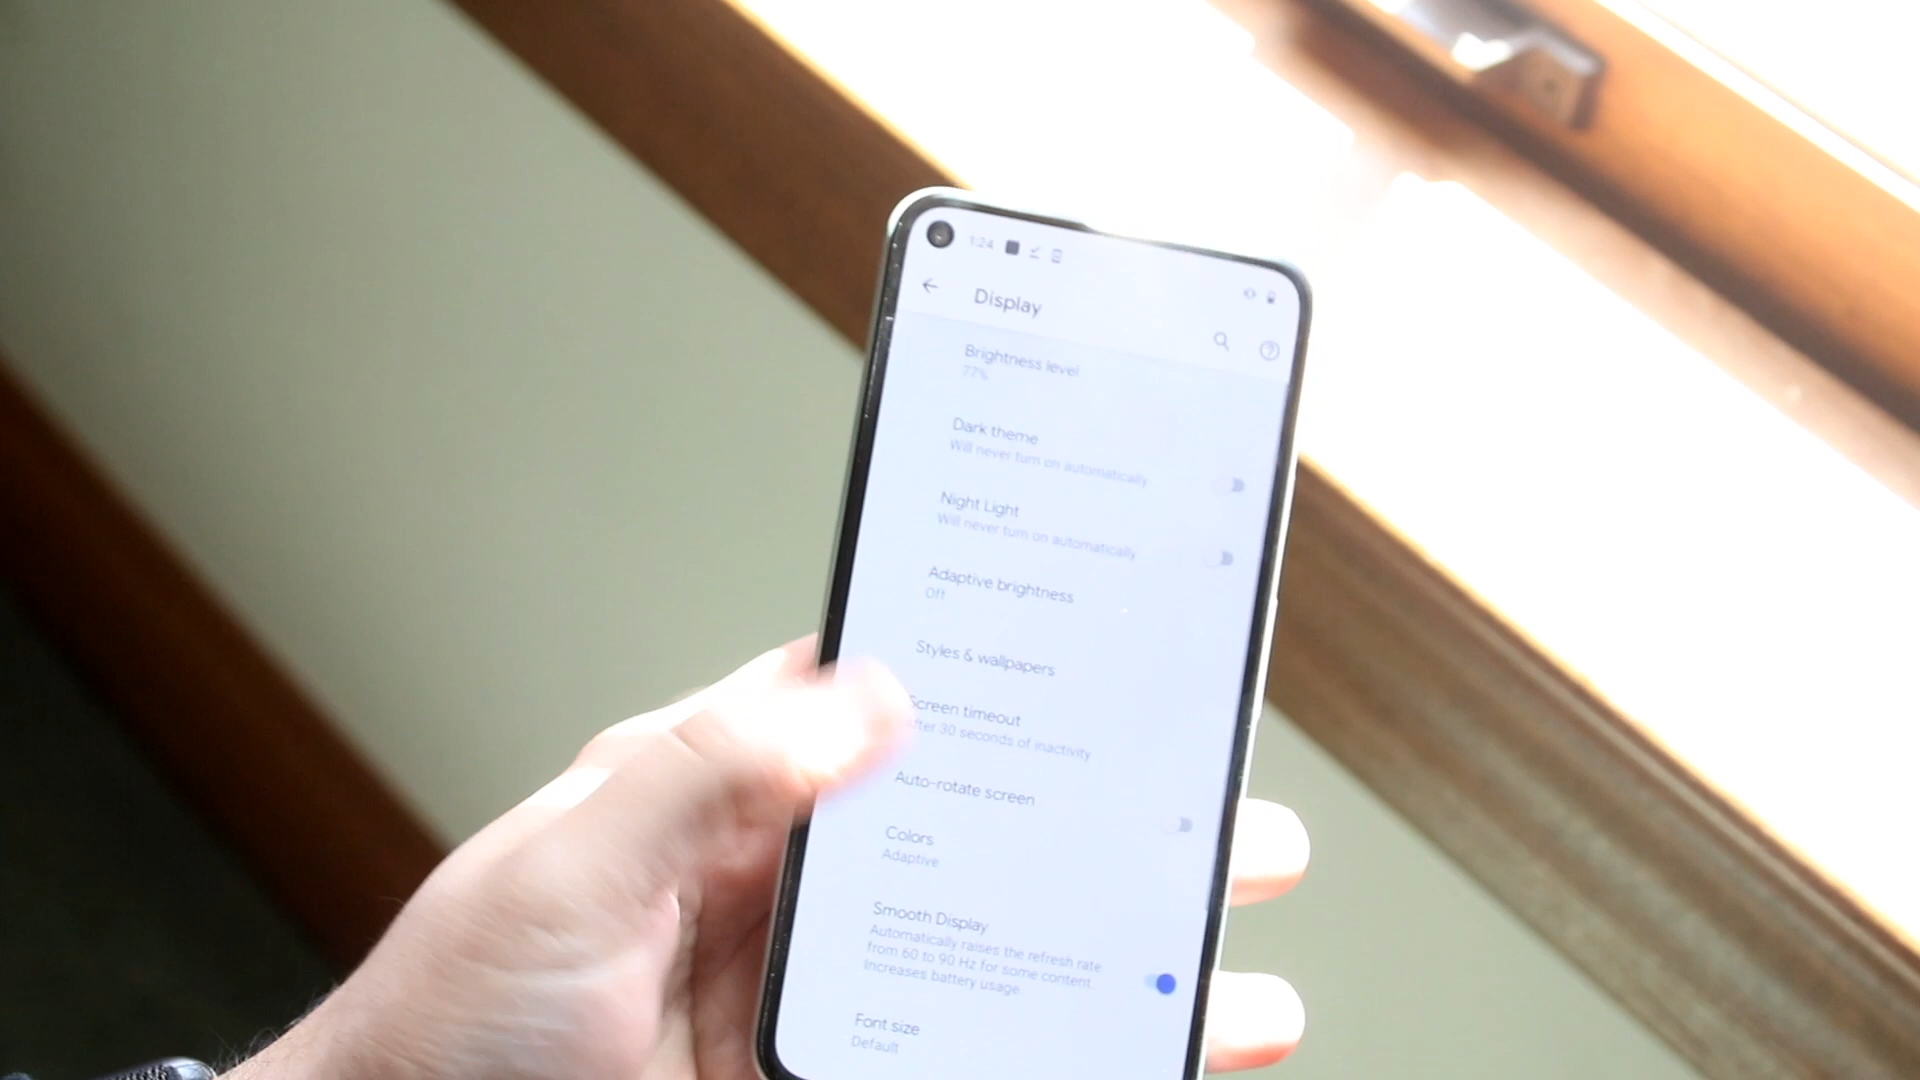 1:24
Display
Brightness level
77%
Dark theme
Will never turn on automatically
Night Light
Will never turn on automatically
Adaptive brightness
Off
Styles & wallpapers
Screen timeout
fter 30 seconds of inactivity
Auto-rotate screen
Colors
Adaptive
Smooth Display
Automatically raises the refresh rate
from 60 to 90 Hz for some content.
Increases battery usage.
Font size
Default